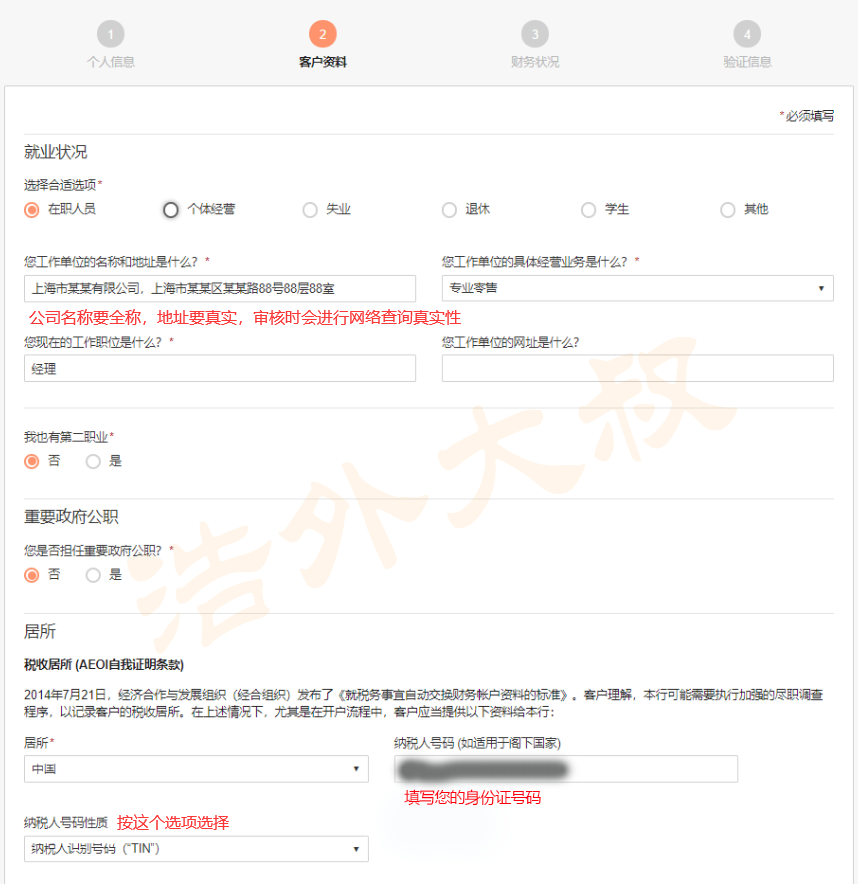 1 2 3 4
个人信息 客户资料 财务状况 验证信息
*必须填写
就业状况
选择合适选项*
在职人员 个体经营 失业 退休 学生 其他
您工作单位的名称和地址是什么? * 您工作单位的具体经营业务是什么? *
上海市某某有限公司，上海市某某区某某路88号88层88室 专业零售
公司名称要全称，地址要真实，审核时会进行网络查询真实性
您现在的工作职位是什么? * 您工作单位的网址是什么?
经理
我也有第二职业*
否 是
重要政府公职
您是否担任重要政府公职? *
否 是
居所
税收居所 (AEOI自我证明条款)
2014年7月21日，经济合作与发展组织（经合组织）发布了《就税务事宜自动交换财务帐户资料的标准》。客户理解，本行可能需要执行加强的尽职调查
程序，以记录客户的税收居所。在上述情况下，尤其是在开户流程中，客户应当提供以下资料给本行：
居所* 纳税人号码 (如适用于阁下国家)
中国
填写您的身份证号码
纳税人号码性质 按这个选项选择
纳税人识别号码（“TIN”）
浩外大叔